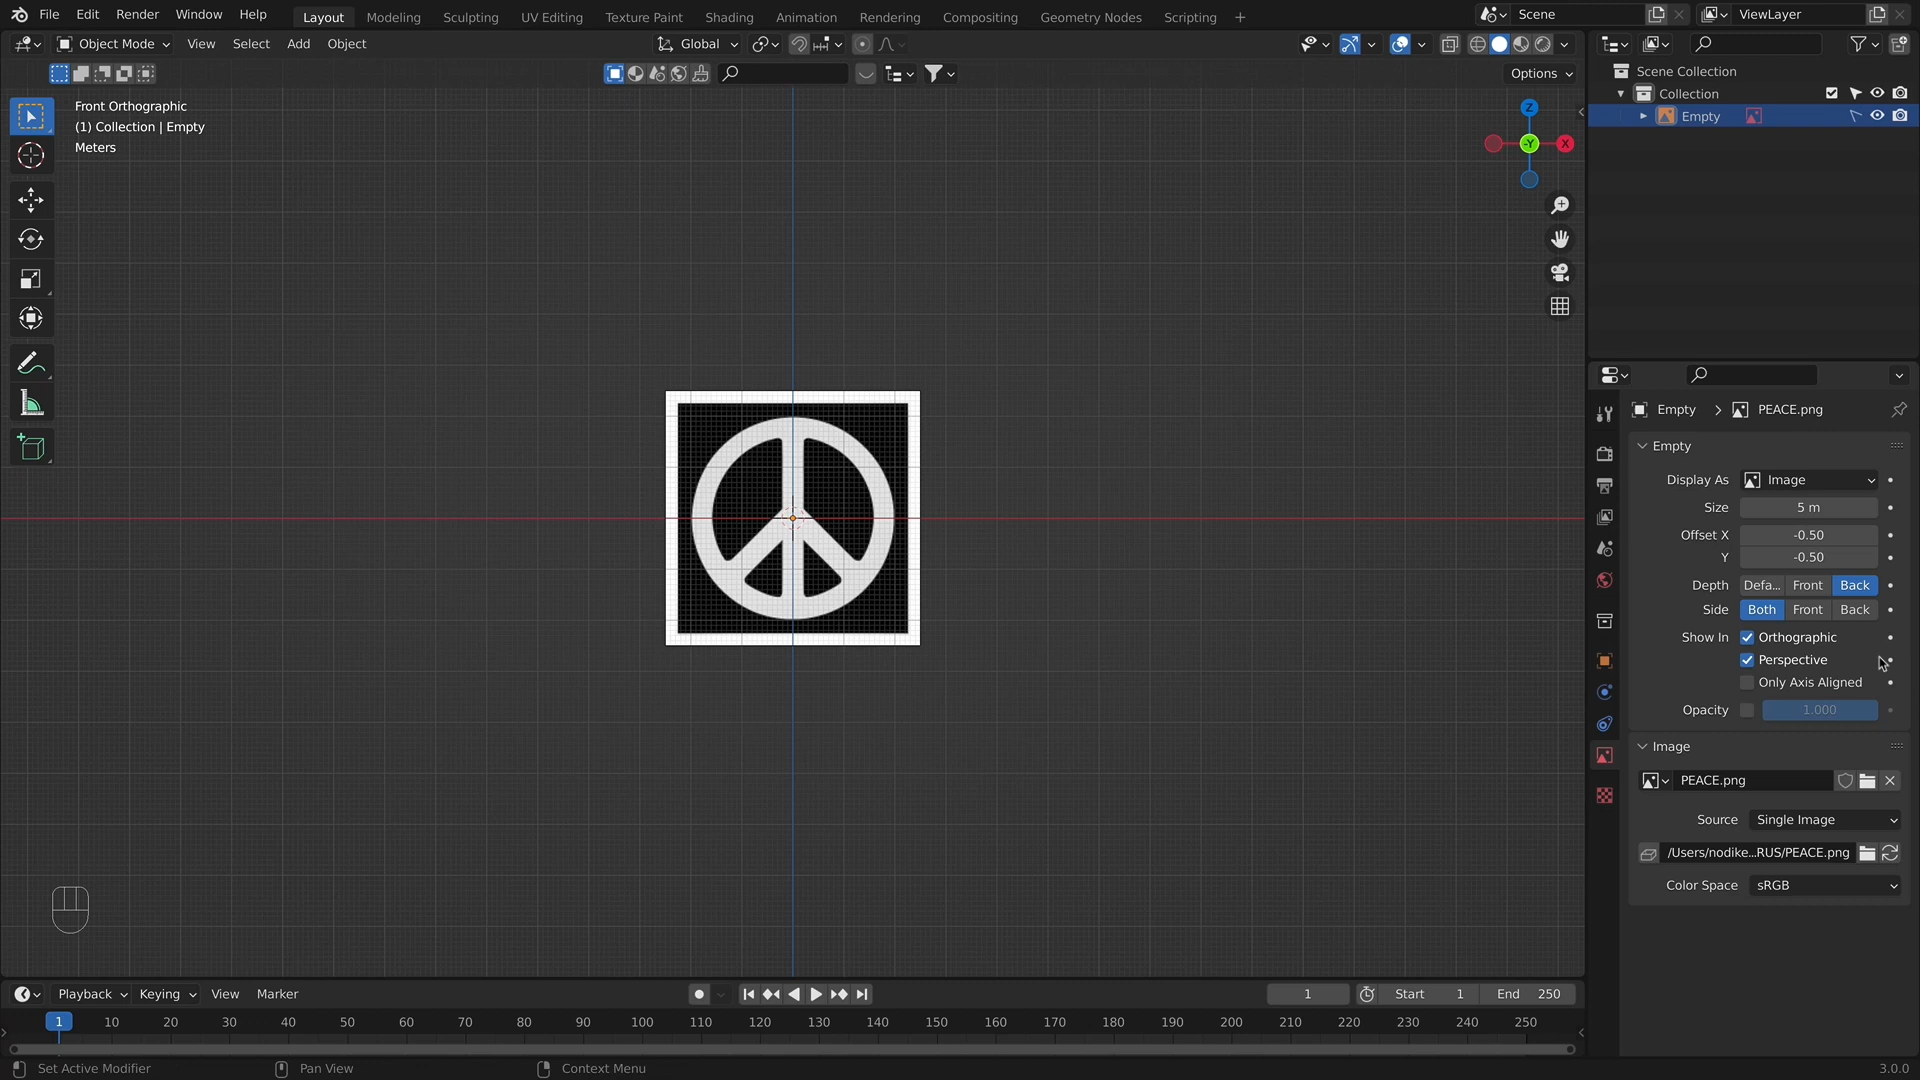 File Edit Render Window Help Layout Modeling Sculpting UV Editing Texture Paint Shading Animation Rendering Compositing Geometry Nodes Scripting + Scene ViewLayer
Object Mode View Select Add Object Global
Options
Front Orthographic
(1) Collection | Empty
Meters
Z
-Y
X
Scene Collection
Collection
Empty
Empty > PEACE.png
Empty
Display As Image
Size 5 m
Offset X -0.50
Y -0.50
Depth Defa... Front Back
Side Both Front Back
Show In Orthographic
Perspective
Only Axis Aligned
Opacity 1.000
Image
PEACE.png
Source Single Image
/Users/nodike...RUS/PEACE.png
Color Space sRGB
Playback Keying View Marker 1 Start 1 End 250
1 10 20 30 40 50 60 70 80 90 100 110 120 130 140 150 160 170 180 190 200 210 220 230 240 250
Set Active Modifier Pan View Context Menu 3.0.0